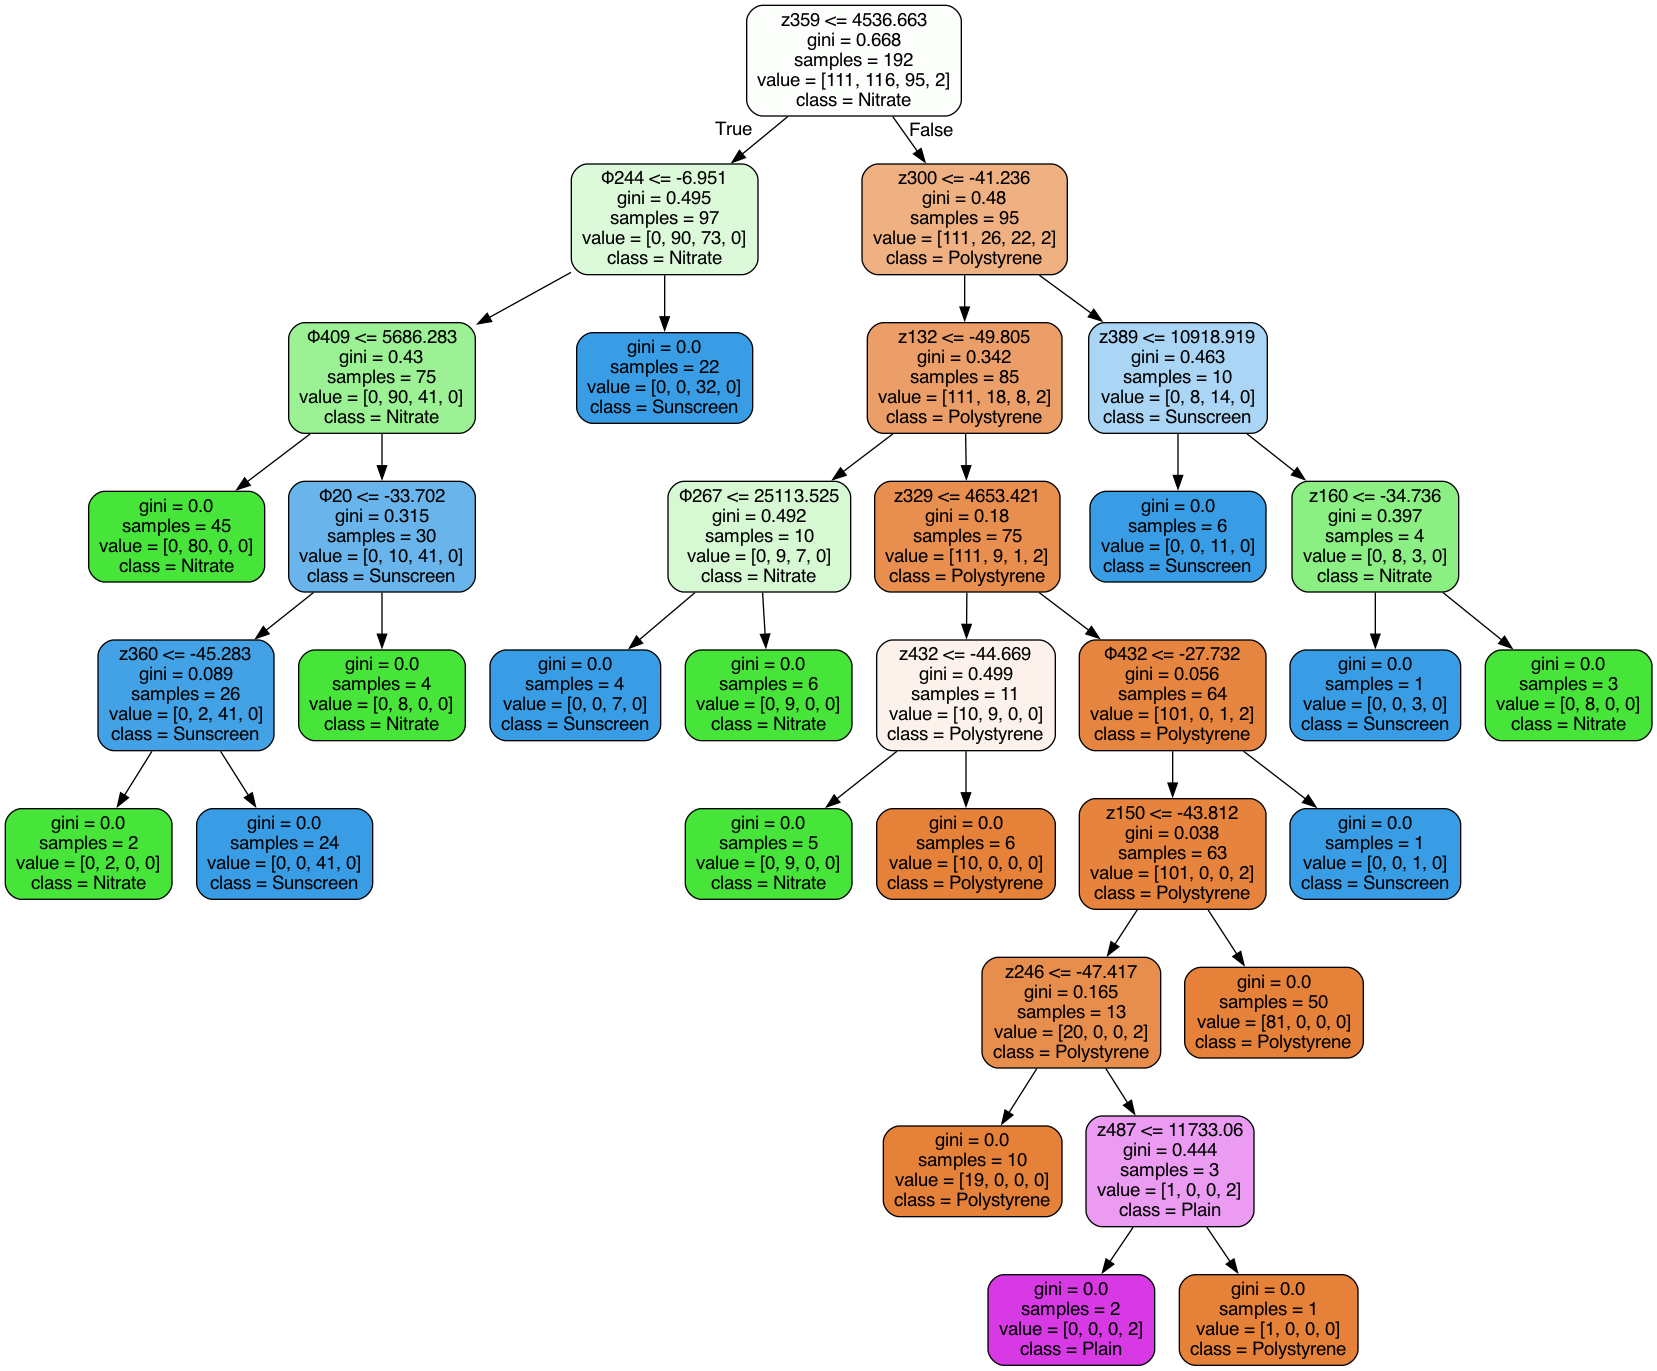 z359 <= 4536.663
gini = 0.668
samples = 192
value = [111, 116, 95, 2]
class = Nitrate
True
False
Φ244 <= -6.951
gini = 0.495
samples = 97
value = [0, 90, 73, 0]
class = Nitrate
z300 <= -41.236
gini = 0.48
samples = 95
value = [111, 26, 22, 2]
class = Polystyrene
Φ409 <= 5686.283
gini = 0.43
samples = 75
value = [0, 90, 41, 0]
class = Nitrate
gini = 0.0
samples = 22
value = [0, 0, 32, 0]
class = Sunscreen
z132 <= -49.805
gini = 0.342
samples = 85
value = [111, 18, 8, 2]
class = Polystyrene
z389 <= 10918.919
gini = 0.463
samples = 10
value = [0, 8, 14, 0]
class = Sunscreen
gini = 0.0
samples = 45
value = [0, 80, 0, 0]
class = Nitrate
Φ20 <= -33.702
gini = 0.315
samples = 30
value = [0, 10, 41, 0]
class = Sunscreen
Φ267 <= 25113.525
gini = 0.492
samples = 10
value = [0, 9, 7, 0]
class = Nitrate
z329 <= 4653.421
gini = 0.18
samples = 75
value = [111, 9, 1, 2]
class = Polystyrene
gini = 0.0
samples = 6
value = [0, 0, 11, 0]
class = Sunscreen
z160 <= -34.736
gini = 0.397
samples = 4
value = [0, 8, 3, 0]
class = Nitrate
z360 <= -45.283
gini = 0.089
samples = 26
value = [0, 2, 41, 0]
class = Sunscreen
gini = 0.0
samples = 4
value = [0, 8, 0, 0]
class = Nitrate
gini = 0.0
samples = 4
value = [0, 0, 7, 0]
class = Sunscreen
gini = 0.0
samples = 6
value = [0, 9, 0, 0]
class = Nitrate
z432 <= -44.669
gini = 0.499
samples = 11
value = [10, 9, 0, 0]
class = Polystyrene
Φ432 <= -27.732
gini = 0.056
samples = 64
value = [101, 0, 1, 2]
class = Polystyrene
gini = 0.0
samples = 1
value = [0, 0, 3, 0]
class = Sunscreen
gini = 0.0
samples = 3
value = [0, 8, 0, 0]
class = Nitrate
gini = 0.0
samples = 2
value = [0, 2, 0, 0]
class = Nitrate
gini = 0.0
samples = 24
value = [0, 0, 41, 0]
class = Sunscreen
gini = 0.0
samples = 5
value = [0, 9, 0, 0]
class = Nitrate
gini = 0.0
samples = 6
value = [10, 0, 0, 0]
class = Polystyrene
z150 <= -43.812
gini = 0.038
samples = 63
value = [101, 0, 0, 2]
class = Polystyrene
gini = 0.0
samples = 1
value = [0, 0, 1, 0]
class = Sunscreen
z246 <= -47.417
gini = 0.165
samples = 13
value = [20, 0, 0, 2]
class = Polystyrene
gini = 0.0
samples = 50
value = [81, 0, 0, 0]
class = Polystyrene
gini = 0.0
samples = 10
value = [19, 0, 0, 0]
class = Polystyrene
z487 <= 11733.06
gini = 0.444
samples = 3
value = [1, 0, 0, 2]
class = Plain
gini = 0.0
samples = 2
value = [0, 0, 0, 2]
class = Plain
gini = 0.0
samples = 1
value = [1, 0, 0, 0]
class = Polystyrene